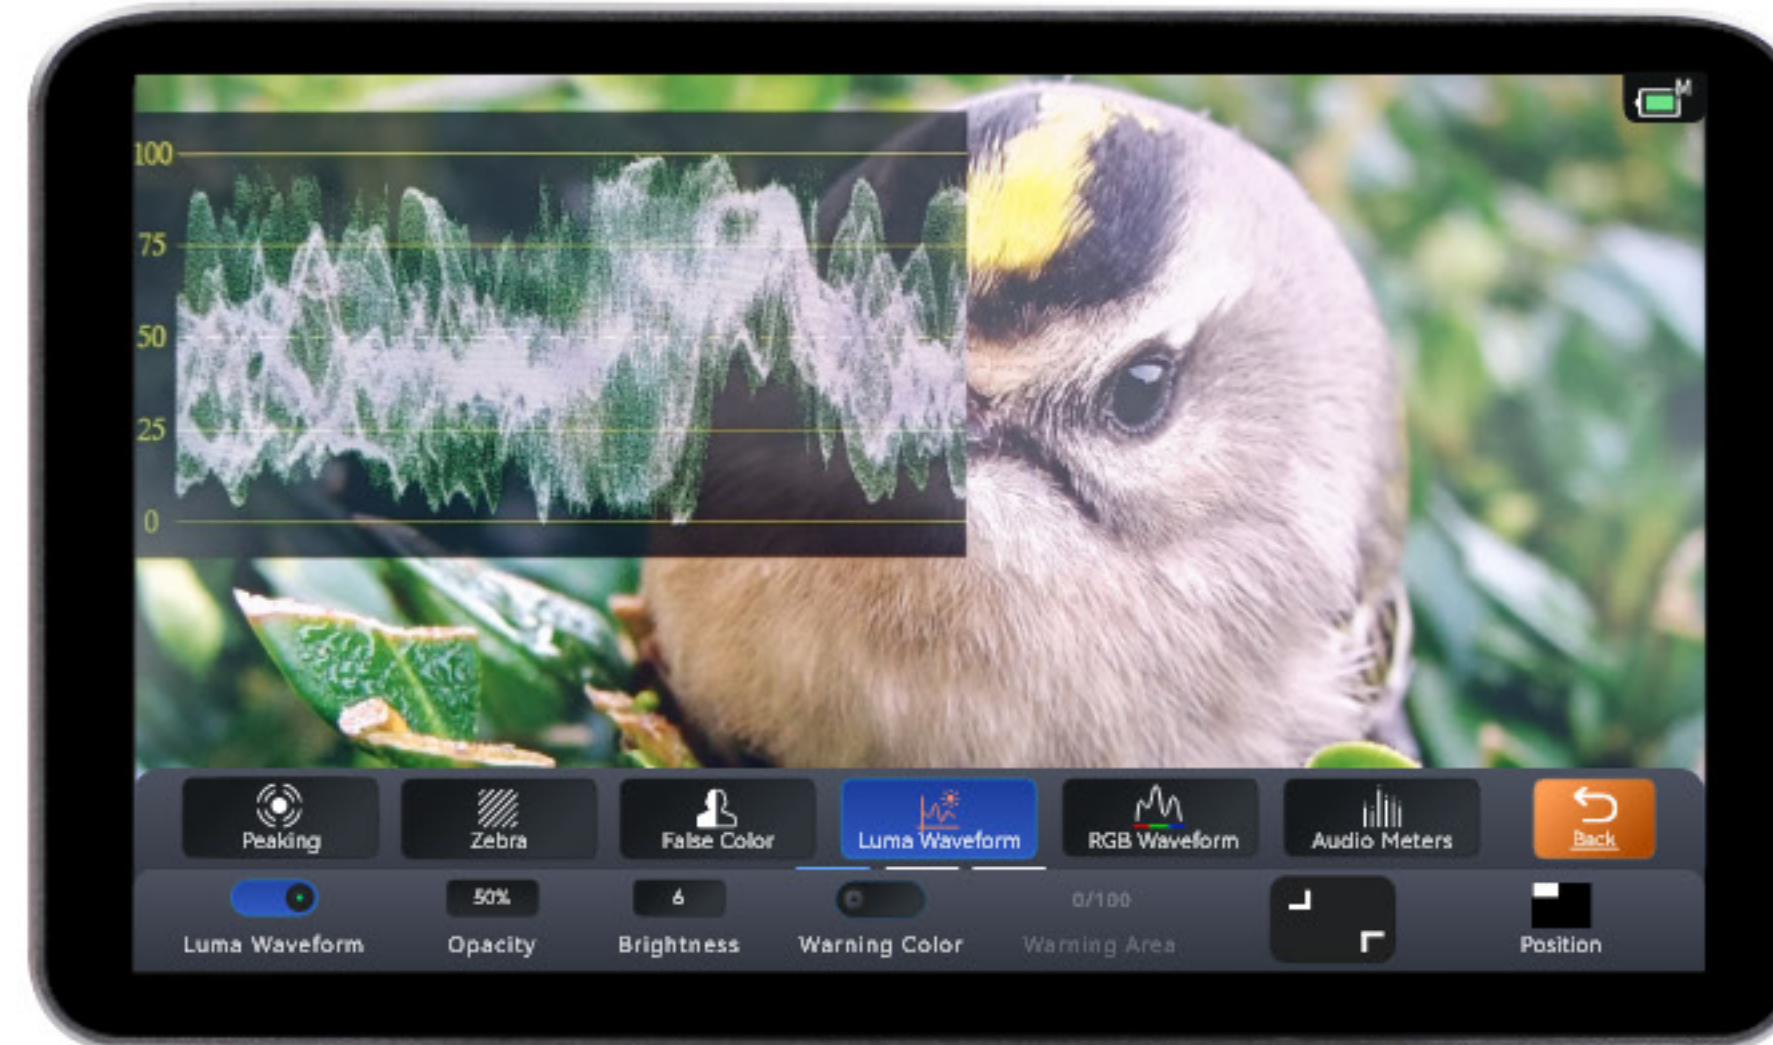 M
100
75
50
25
0
Peaking
Zebra
False Color
Luma Waveform
RGB Waveform
Audio Meters
Back
50%
6
0/100
Luma Waveform
Opacity
Brightness
Warning Color
Warning Area
Position